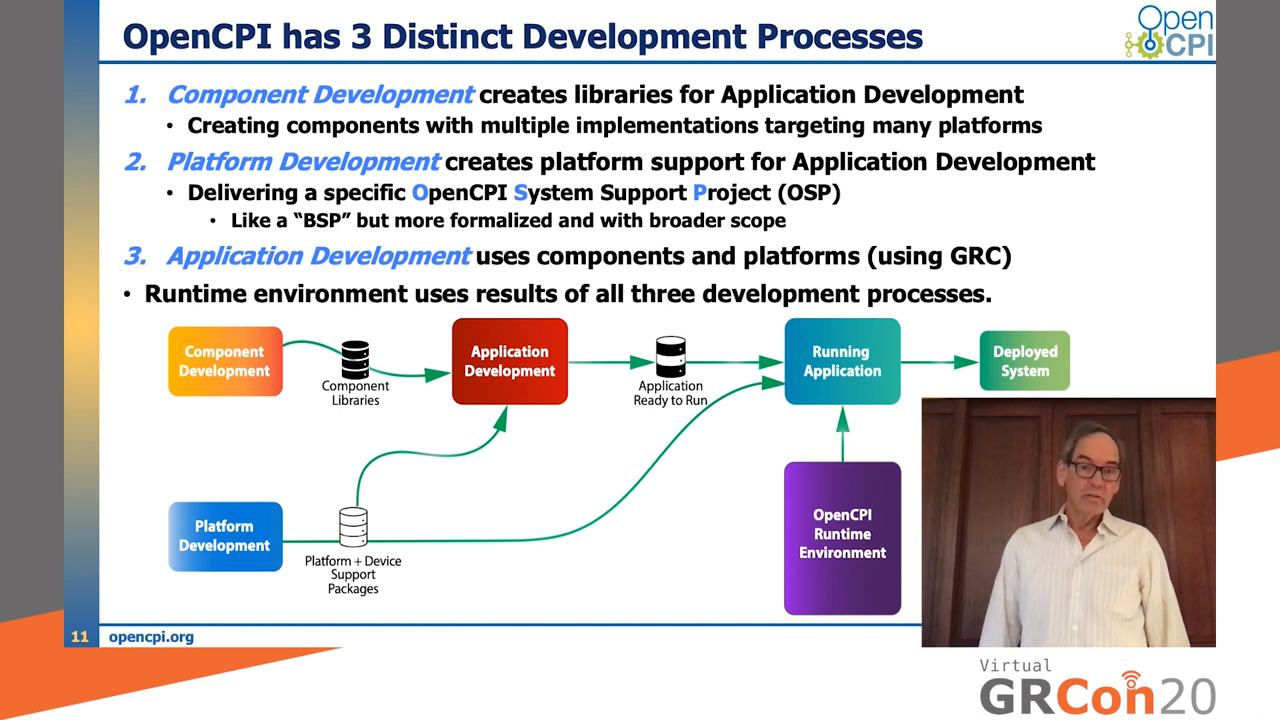 OpenCPI has 3 Distinct Development Processes
Open
CPI
1. Component Development creates libraries for Application Development
• Creating components with multiple implementations targeting many platforms
2. Platform Development creates platform support for Application Development
• Delivering a specific OpenCPI System Support Project (OSP)
• Like a “BSP” but more formalized and with broader scope
3. Application Development uses components and platforms (using GRC)
• Runtime environment uses results of all three development processes.
Component
Development
Component
Libraries
Application
Development
Application
Ready to Run
Running
Application
Deployed
System
Platform
Development
Platform + Device
Support
Packages
OpenCPI
Runtime
Environment
11 opencpi.org
Virtual
GRCon20